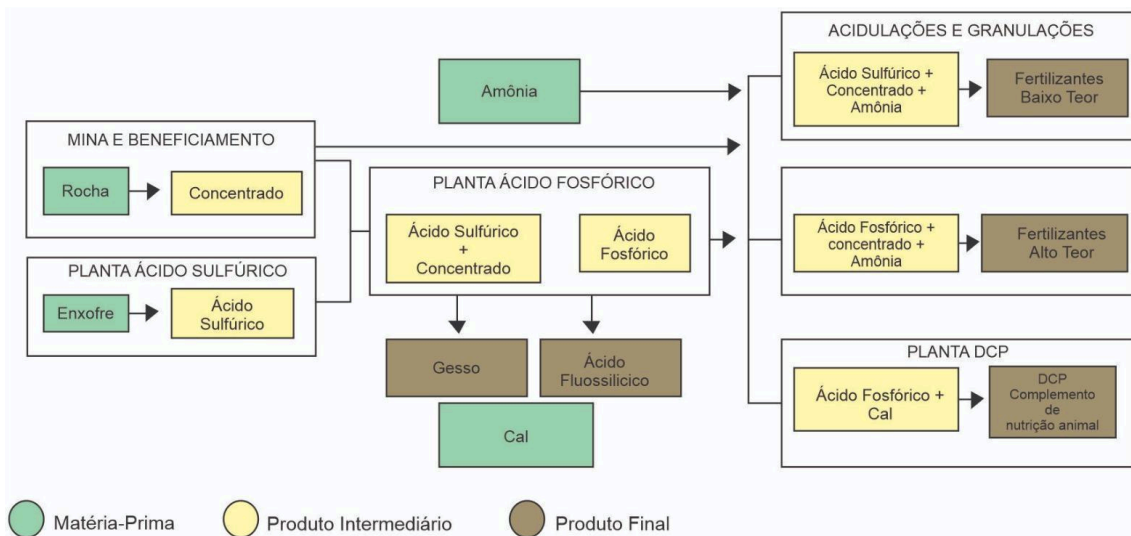 ACIDULAÇÕES E GRANULAÇÕES
Amônia
Ácido Sulfúrico +
Concentrado +
Amônia
Fertilizantes
Baixo Teor
MINA E BENEFICIAMENTO
Rocha
Concentrado
PLANTA ÁCIDO FOSFÓRICO
Ácido Sulfúrico
+
Concentrado
Ácido
Fosfórico
Ácido Fosfórico +
concentrado +
Amônia
Fertilizantes
Alto Teor
PLANTA ÁCIDO SULFÚRICO
Enxofre
Ácido
Sulfúrico
Gesso
Ácido
Fluossilicico
Cal
PLANTA DCP
Ácido Fosfórico +
Cal
DCP
Complemento
de
nutrição animal
Matéria-Prima
Produto Intermediário
Produto Final